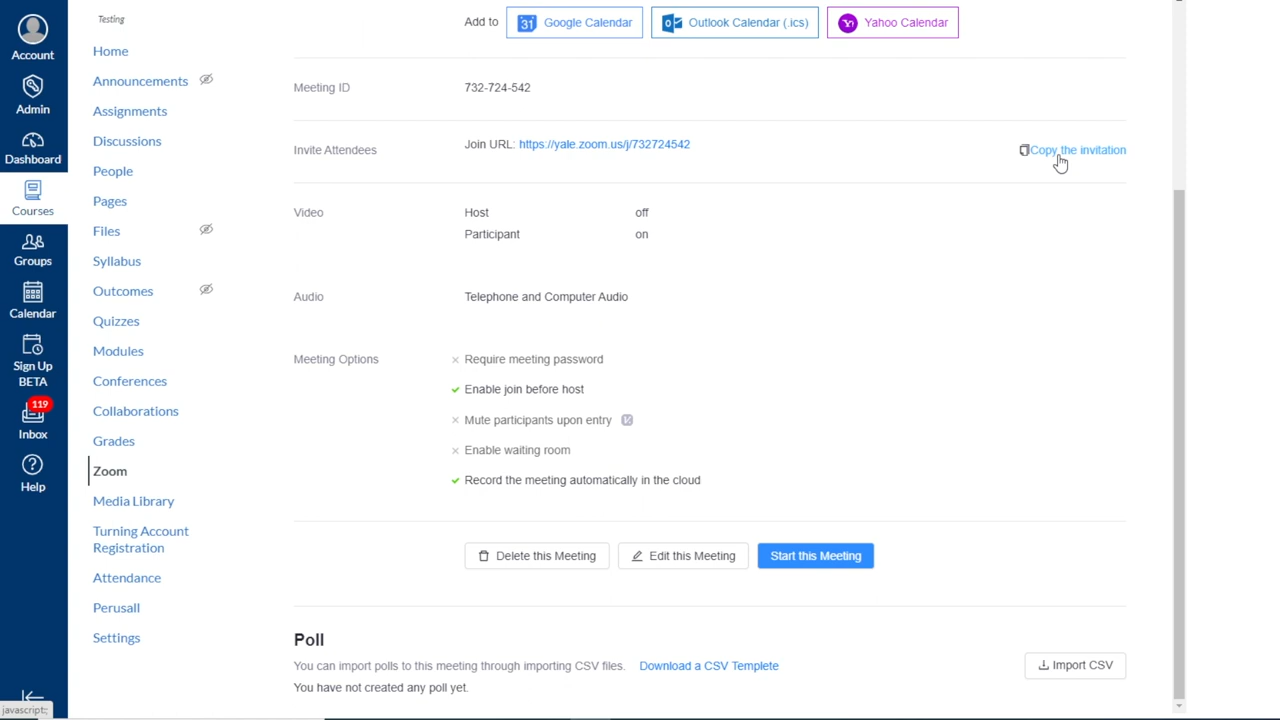 Testing
Account
Admin
Dashboard
Courses
Groups
Calendar
Sign Up
BETA
119
Inbox
Help
javascript:;
Home
Announcements
Assignments
Discussions
People
Pages
Files
Syllabus
Outcomes
Quizzes
Modules
Conferences
Collaborations
Grades
Zoom
Media Library
Turning Account
Registration
Attendance
Perusall
Settings
Add to 31 Google Calendar Outlook Calendar (.ics) Yahoo Calendar
Meeting ID 732-724-542
Invite Attendees Join URL: https://yale.zoom.us/j/732724542 Copy the invitation
Video Host off
Participant on
Audio Telephone and Computer Audio
Meeting Options Require meeting password
Enable join before host
Mute participants upon entry
Enable waiting room
Record the meeting automatically in the cloud
Delete this Meeting Edit this Meeting Start this Meeting
Poll
You can import polls to this meeting through importing CSV files. Download a CSV Template Import CSV
You have not created any poll yet.